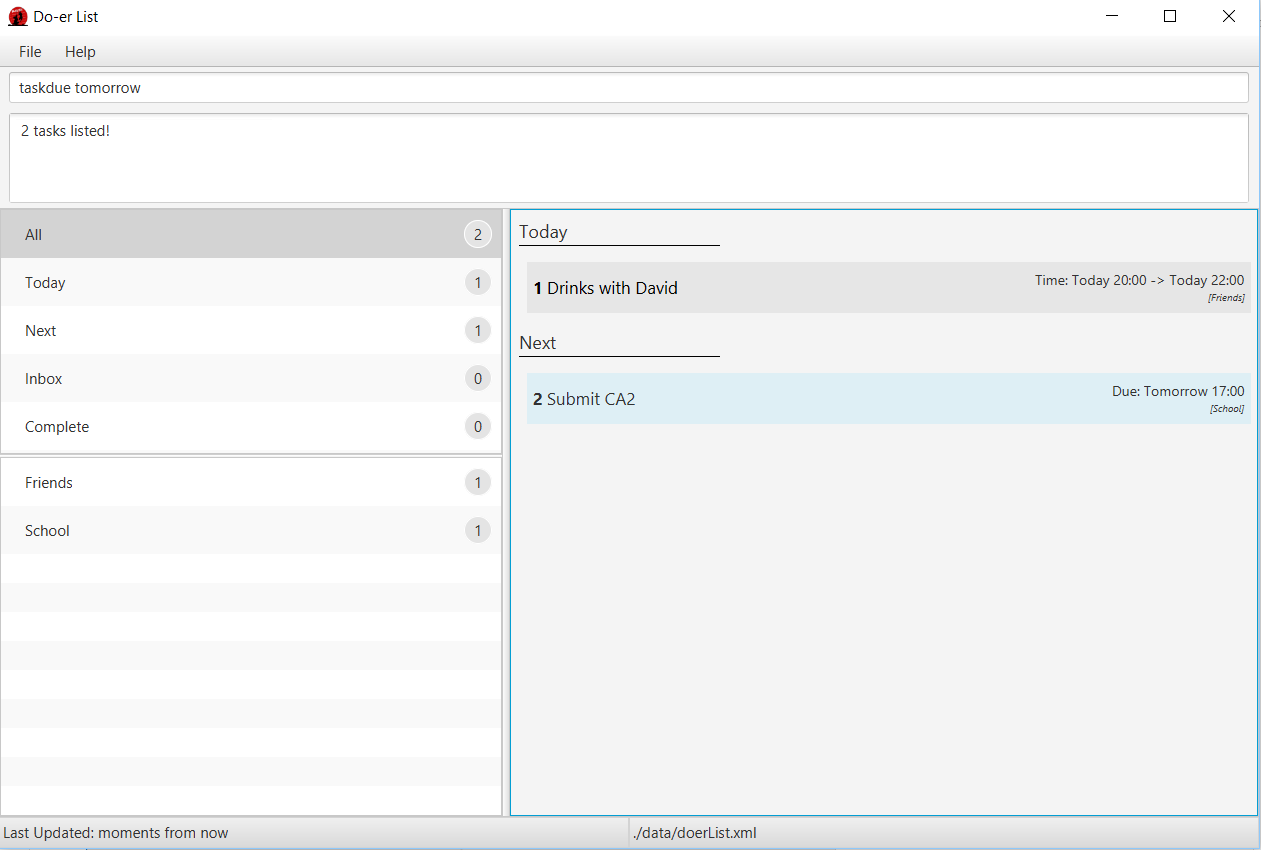 Do-er List
File Help
taskdue tomorrow
2 tasks listed!
All 2
Today 1
Next 1
Inbox 0
Complete 0
Friends 1
School 1
Today
1 Drinks with David
Time: Today 20:00 -> Today 22:00
[Friends]
Next
2 Submit CA2
Due: Tomorrow 17:00
[School]
Last Updated: moments from now
./data/doerList.xml